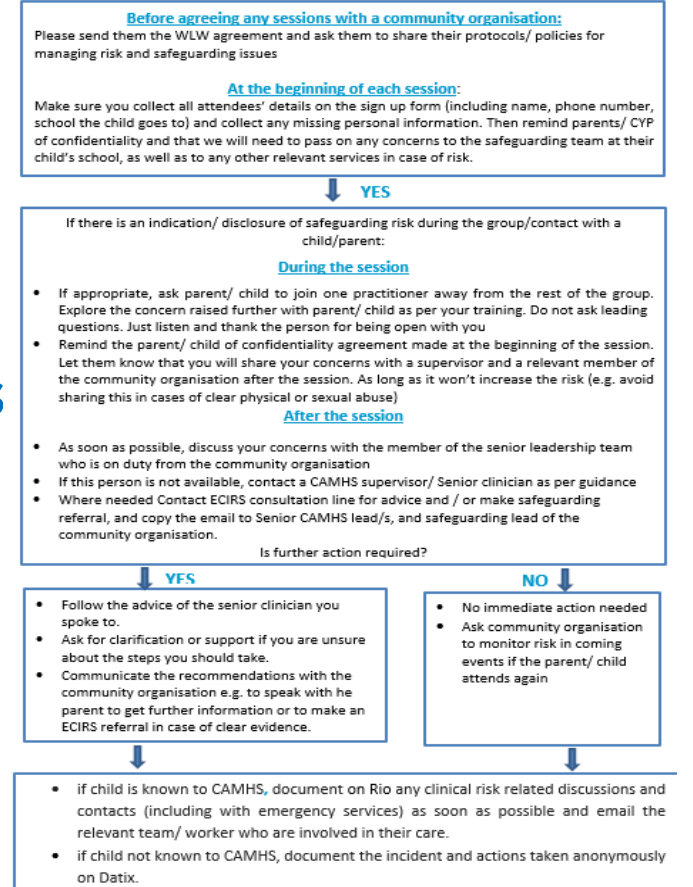 Before agreeing any sessions with a community organisation:
Please send them the WLW agreement and ask them to share their protocols/ policies for
managing risk and safeguarding issues
At the beginning of each session:
Make sure you collect all attendees' details on the sign up form (including name, phone number,
school the child goes to) and collect any missing personal information. Then remind parents/ CYP
of confidentiality and that we will need to pass on any concerns to the safeguarding team at their
child's school, as well as to any other relevant services in case of risk.
YES
If there is an indication/ disclosure of safeguarding risk during the group/contact with a
child/parent:
During the session
• If appropriate, ask parent/ child to join one practitioner away from the rest of the group.
Explore the concern raised further with parent/ child as per your training. Do not ask leading
questions. Just listen and thank the person for being open with you
• Remind the parent/ child of confidentiality agreement made at the beginning of the session.
Let them know that you will share your concerns with a supervisor and a relevant member of
the community organisation after the session. As long as it won't increase the risk (e.g. avoid
sharing this in cases of clear physical or sexual abuse)
After the session
• As soon as possible, discuss your concerns with the member of the senior leadership team
who is on duty from the community organisation
• If this person is not available, contact a CAMHS supervisor/ Senior clinician as per guidance
• Where needed Contact ECIRS consultation line for advice and / or make safeguarding
referral, and copy the email to Senior CAMHS lead/s, and safeguarding lead of the
community organisation.
Is further action required?
YES
• Follow the advice of the senior clinician you
spoke to.
• Ask for clarification or support if you are unsure
about the steps you should take.
• Communicate the recommendations with the
community organisation e.g. to speak with he
parent to get further information or to make an
ECIRS referral in case of clear evidence.
NO
• No immediate action needed
• Ask community organisation
to monitor risk in coming
events if the parent/ child
attends again
• if child is known to CAMHS, document on Rio any clinical risk related discussions and
contacts (including with emergency services) as soon as possible and email the
relevant team/ worker who are involved in their care.
• if child not known to CAMHS, document the incident and actions taken anonymously
on Datix.